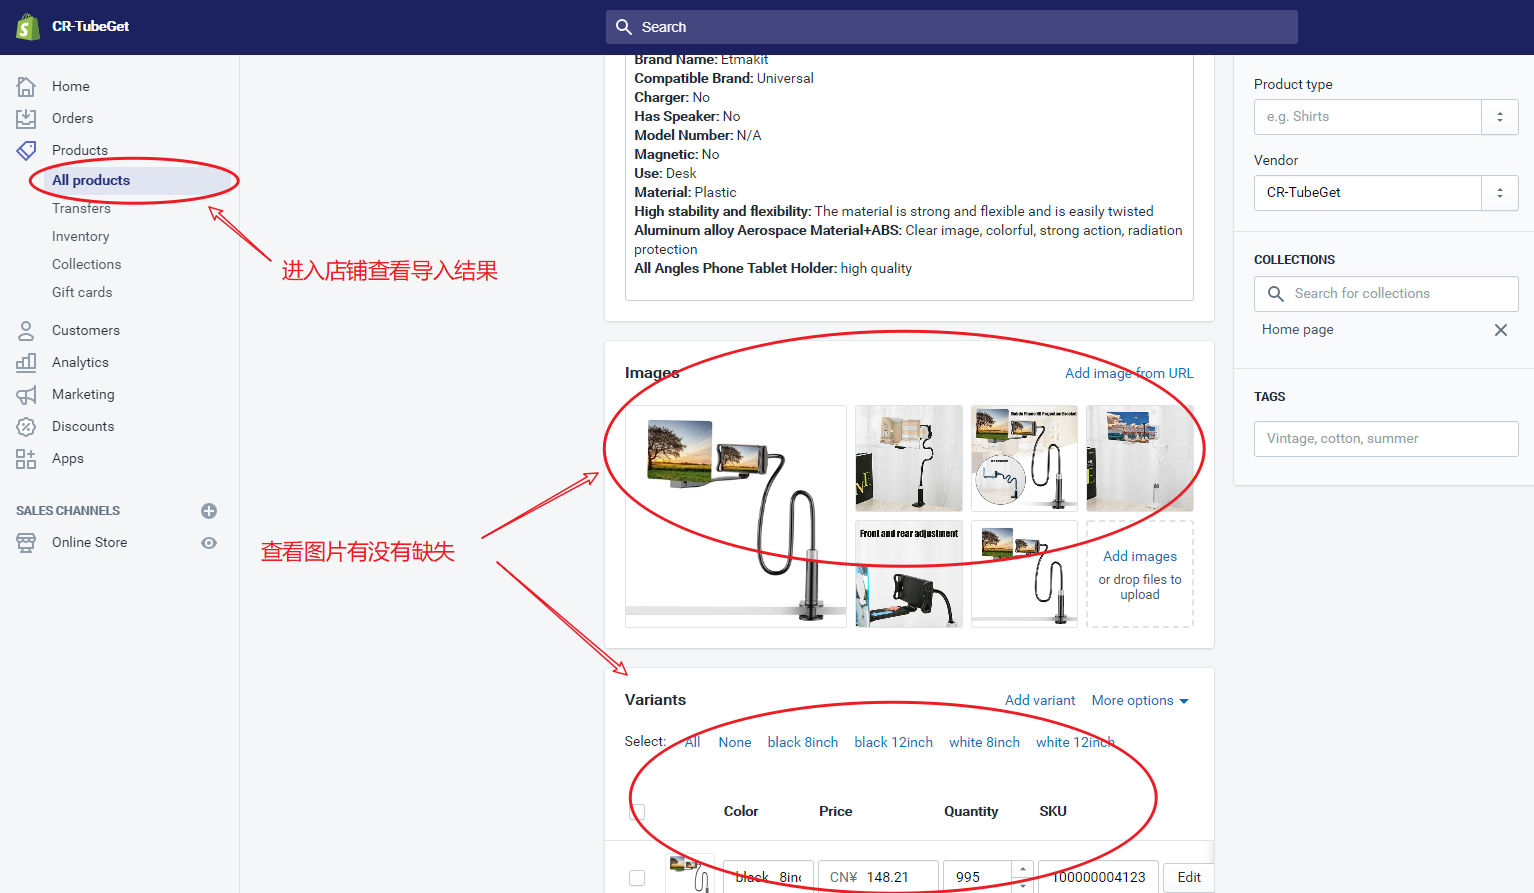 CR-TubeGet
Search
Home
Orders
Products
All products
Transfers
Inventory
Collections
Gift cards
Customers
Analytics
Marketing
Discounts
Apps
SALES CHANNELS
Online Store
进入店铺查看导入结果
查看图片有没有缺失
Brand Name: Etmakit
Compatible Brand: Universal
Charger: No
Has Speaker: No
Model Number: N/A
Magnetic: No
Use: Desk
Material: Plastic
High stability and flexibility: The material is strong and flexible and is easily twisted
Aluminum alloy Aerospace Material+ABS: Clear image, colorful, strong action, radiation
protection
All Angles Phone Tablet Holder: high quality
Images
Add image from URL
Mobile Phone HD Projection Bracket
Front and rear adjustment
Add images
or drop files to
upload
Variants
Add variant More options
Select: All None black 8inch black 12inch white 8inch white 12inch
Color Price Quantity SKU
black 8inc CN¥ 148.21 995 100000004123 Edit
Product type
e.g. Shirts
Vendor
CR-TubeGet
COLLECTIONS
Search for collections
Home page
TAGS
Vintage, cotton, summer